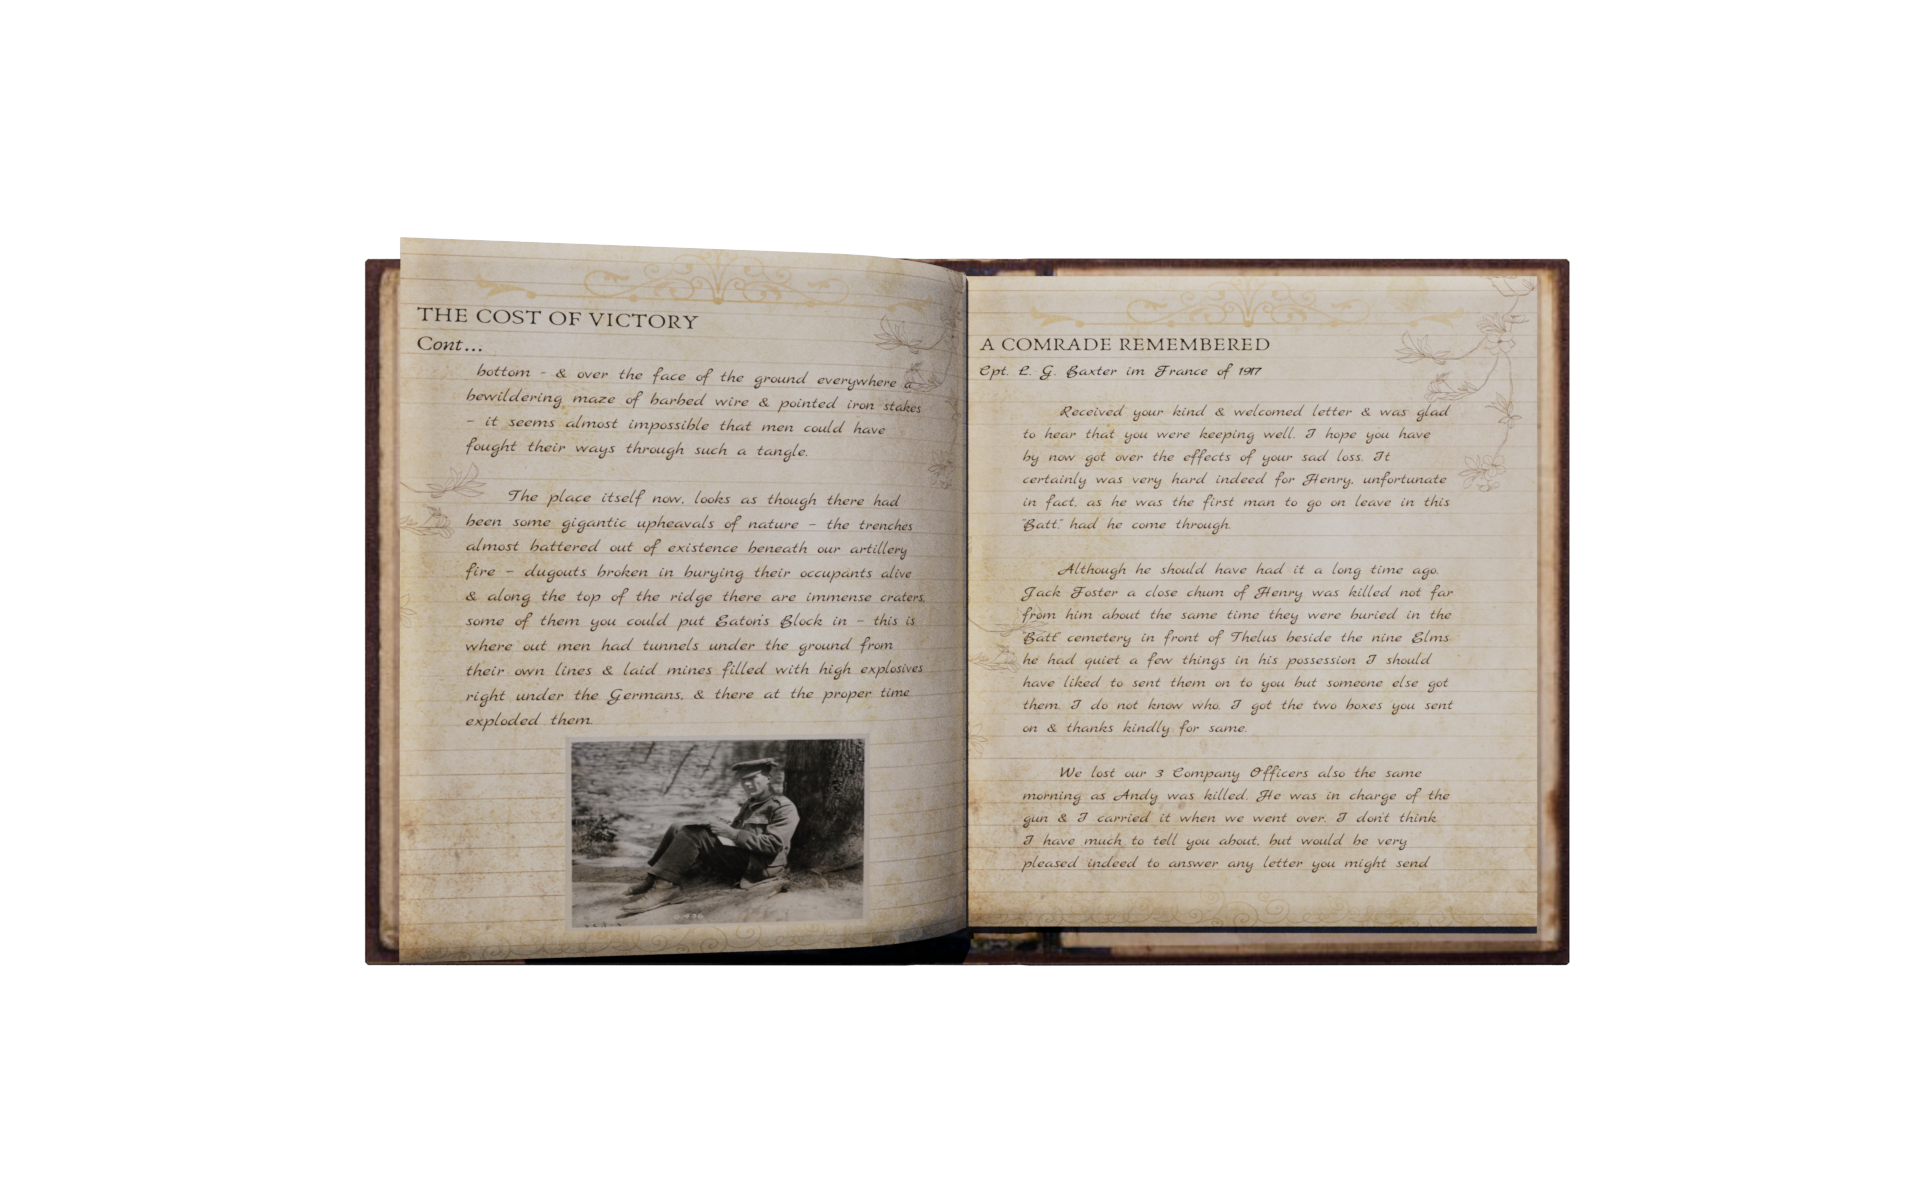 THE COST OF VICTORY
Cont...
bottom - & over the face of the ground everywhere a
bewildering maze of barbed wire & pointed iron stakes
- it seems almost impossible that men could have
fought their ways through such a tangle.
The place itself now, looks as though there had
been some gigantic upheavals of nature - the trenches
almost battered out of existence beneath our artillery
fire - dugouts broken in burying their occupants alive
& along the top of the ridge there are immense craters,
some of them you could put Eaton's Block in - this is
where out men had tunnels under the ground from
their own lines & laid mines filled with high explosives
right under the Germans, & there at the proper time
exploded them.
A COMRADE REMEMBERED
Cpt. L. G. Baxter im France of 1917
Received your kind & welcomed letter & was glad
to hear that you were keeping well. I hope you have
by now got over the effects of your sad loss. It
certainly was very hard indeed for Henry, unfortunate
in fact, as he was the first man to go on leave in this
"Batt." had he come through.
Although he should have had it a long time ago.
Jack Foster a close chum of Henry was killed not far
from him about the same time they were buried in the
"Batt" cemetery in front of Thelus beside the nine Elms
he had quiet a few things in his possession I should
have liked to sent them on to you but someone else got
them. I do not know who. I got the two boxes you sent
on & thanks kindly for same.
We lost our 3 Company Officers also the same
morning as Andy was killed. He was in charge of the
gun & I carried it when we went over. I don't think
I have much to tell you about, but would be very
pleased indeed to answer any letter you might send